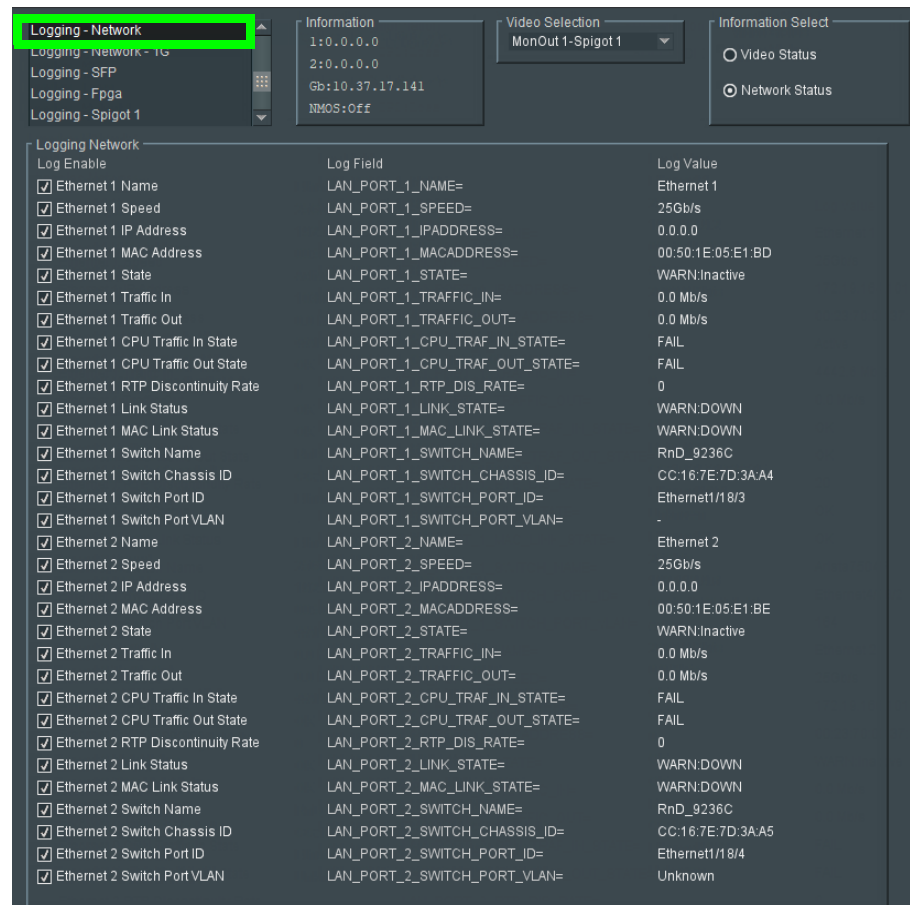 Logging - Network
Logging - Network - 1G
Logging - SFP
Logging - Fpga
Logging - Spigot 1
Information
1:0.0.0.0
2:0.0.0.0
Gb:10.37.17.141
NMOS:Off
Video Selection
MonOut 1-Spigot 1
Information Select
Video Status
Network Status
Logging Network
Log Enable Log Field Log Value
Ethernet 1 Name LAN_PORT_1_NAME= Ethernet 1
Ethernet 1 Speed LAN_PORT_1_SPEED= 25Gb/s
Ethernet 1 IP Address LAN_PORT_1_IPADDRESS= 0.0.0.0
Ethernet 1 MAC Address LAN_PORT_1_MACADDRESS= 00:50:1E:05:E1:BD
Ethernet 1 State LAN_PORT_1_STATE= WARN:Inactive
Ethernet 1 Traffic In LAN_PORT_1_TRAFFIC_IN= 0.0 Mb/s
Ethernet 1 Traffic Out LAN_PORT_1_TRAFFIC_OUT= 0.0 Mb/s
Ethernet 1 CPU Traffic In State LAN_PORT_1_CPU_TRAF_IN_STATE= FAIL
Ethernet 1 CPU Traffic Out State LAN_PORT_1_CPU_TRAF_OUT_STATE= FAIL
Ethernet 1 RTP Discontinuity Rate LAN_PORT_1_RTP_DIS_RATE= 0
Ethernet 1 Link Status LAN_PORT_1_LINK_STATE= WARN:DOWN
Ethernet 1 MAC Link Status LAN_PORT_1_MAC_LINK_STATE= WARN:DOWN
Ethernet 1 Switch Name LAN_PORT_1_SWITCH_NAME= RnD_9236C
Ethernet 1 Switch Chassis ID LAN_PORT_1_SWITCH_CHASSIS_ID= CC:16:7E:7D:3A:A4
Ethernet 1 Switch Port ID LAN_PORT_1_SWITCH_PORT_ID= Ethernet1/18/3
Ethernet 1 Switch Port VLAN LAN_PORT_1_SWITCH_PORT_VLAN= -
Ethernet 2 Name LAN_PORT_2_NAME= Ethernet 2
Ethernet 2 Speed LAN_PORT_2_SPEED= 25Gb/s
Ethernet 2 IP Address LAN_PORT_2_IPADDRESS= 0.0.0.0
Ethernet 2 MAC Address LAN_PORT_2_MACADDRESS= 00:50:1E:05:E1:BE
Ethernet 2 State LAN_PORT_2_STATE= WARN:Inactive
Ethernet 2 Traffic In LAN_PORT_2_TRAFFIC_IN= 0.0 Mb/s
Ethernet 2 Traffic Out LAN_PORT_2_TRAFFIC_OUT= 0.0 Mb/s
Ethernet 2 CPU Traffic In State LAN_PORT_2_CPU_TRAF_IN_STATE= FAIL
Ethernet 2 CPU Traffic Out State LAN_PORT_2_CPU_TRAF_OUT_STATE= FAIL
Ethernet 2 RTP Discontinuity Rate LAN_PORT_2_RTP_DIS_RATE= 0
Ethernet 2 Link Status LAN_PORT_2_LINK_STATE= WARN:DOWN
Ethernet 2 MAC Link Status LAN_PORT_2_MAC_LINK_STATE= WARN:DOWN
Ethernet 2 Switch Name LAN_PORT_2_SWITCH_NAME= RnD_9236C
Ethernet 2 Switch Chassis ID LAN_PORT_2_SWITCH_CHASSIS_ID= CC:16:7E:7D:3A:A5
Ethernet 2 Switch Port ID LAN_PORT_2_SWITCH_PORT_ID= Ethernet1/18/4
Ethernet 2 Switch Port VLAN LAN_PORT_2_SWITCH_PORT_VLAN= Unknown